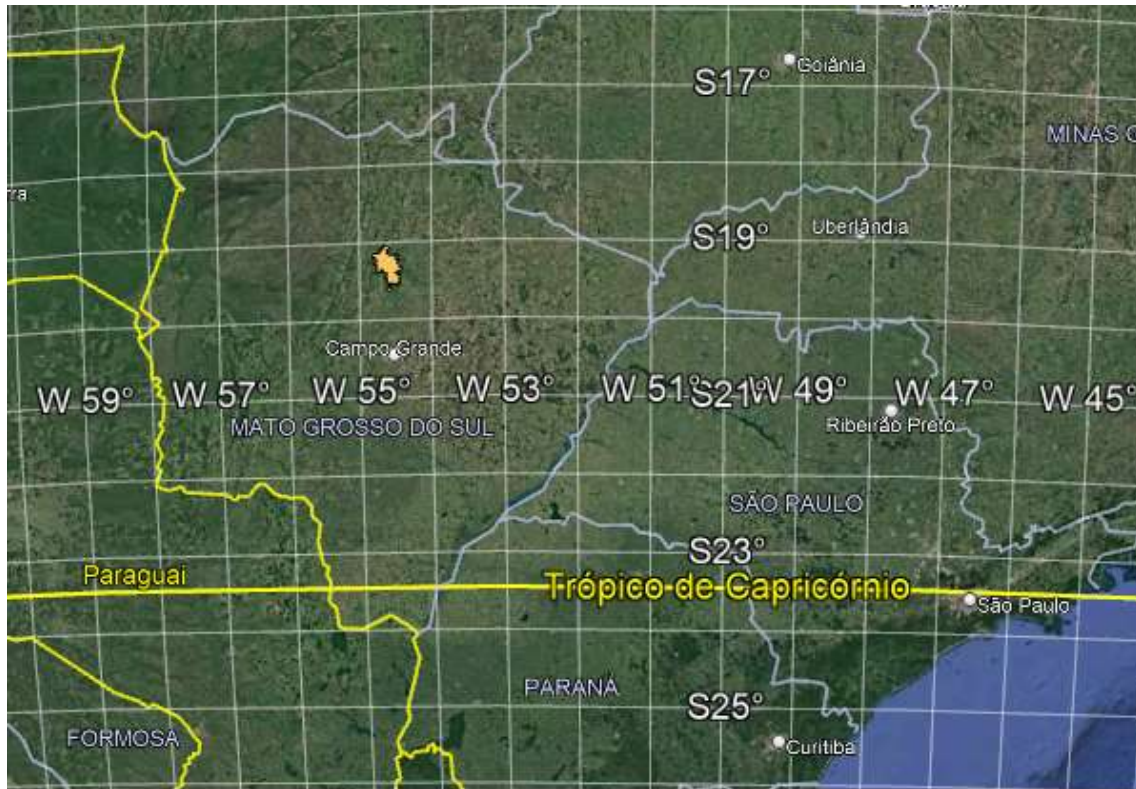 Goiânia
S17°
MINAS G
ra
S19°
Uberlândia
Campo Grande
W 59°
W 57°
W 55°
W 53°
W 51°
S21°
W 49°
W 47°
W 45°
MATO GROSSO DO SUL
Ribeirão Preto
SÃO PAULO
S23°
Paraguai
Trópico de Capricórnio
São Paulo
PARANÁ
S25°
FORMOSA
Curitiba